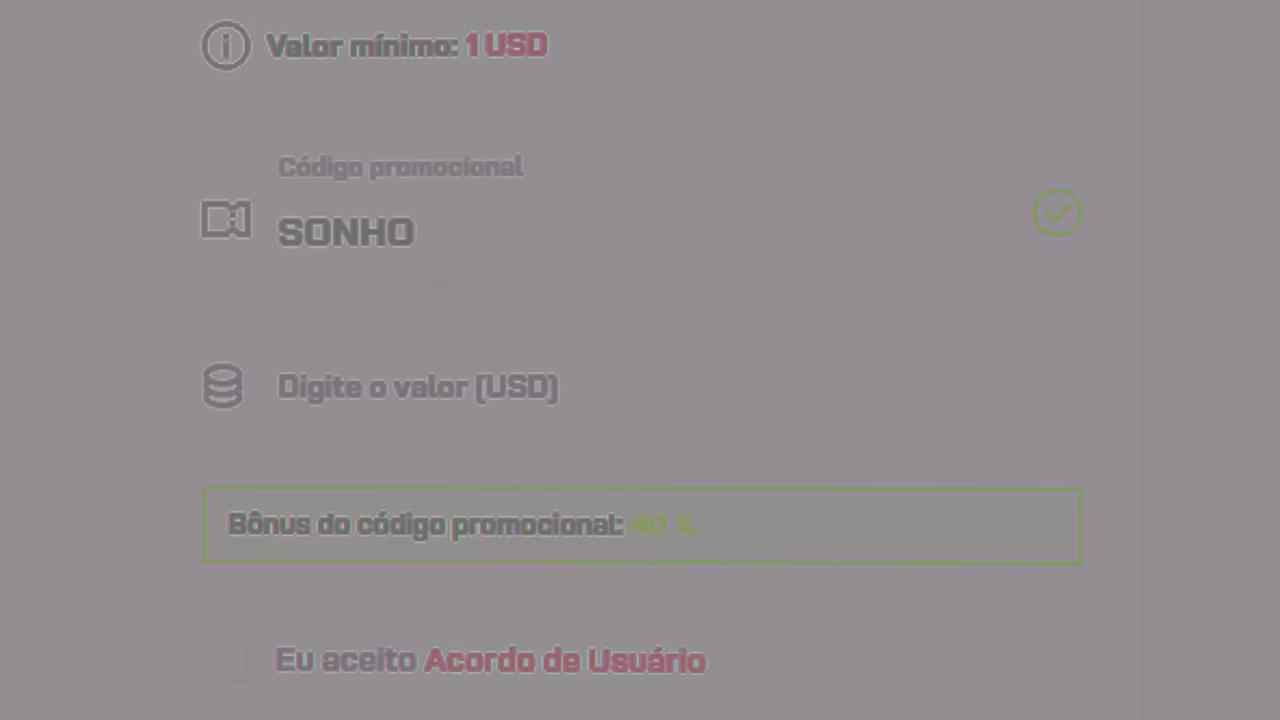 Valor mínimo: 1 USD
Código promocional
SONHO
Digite o valor (USD)
Bônus do código promocional: 40 %
Eu aceito Acordo de Usuário